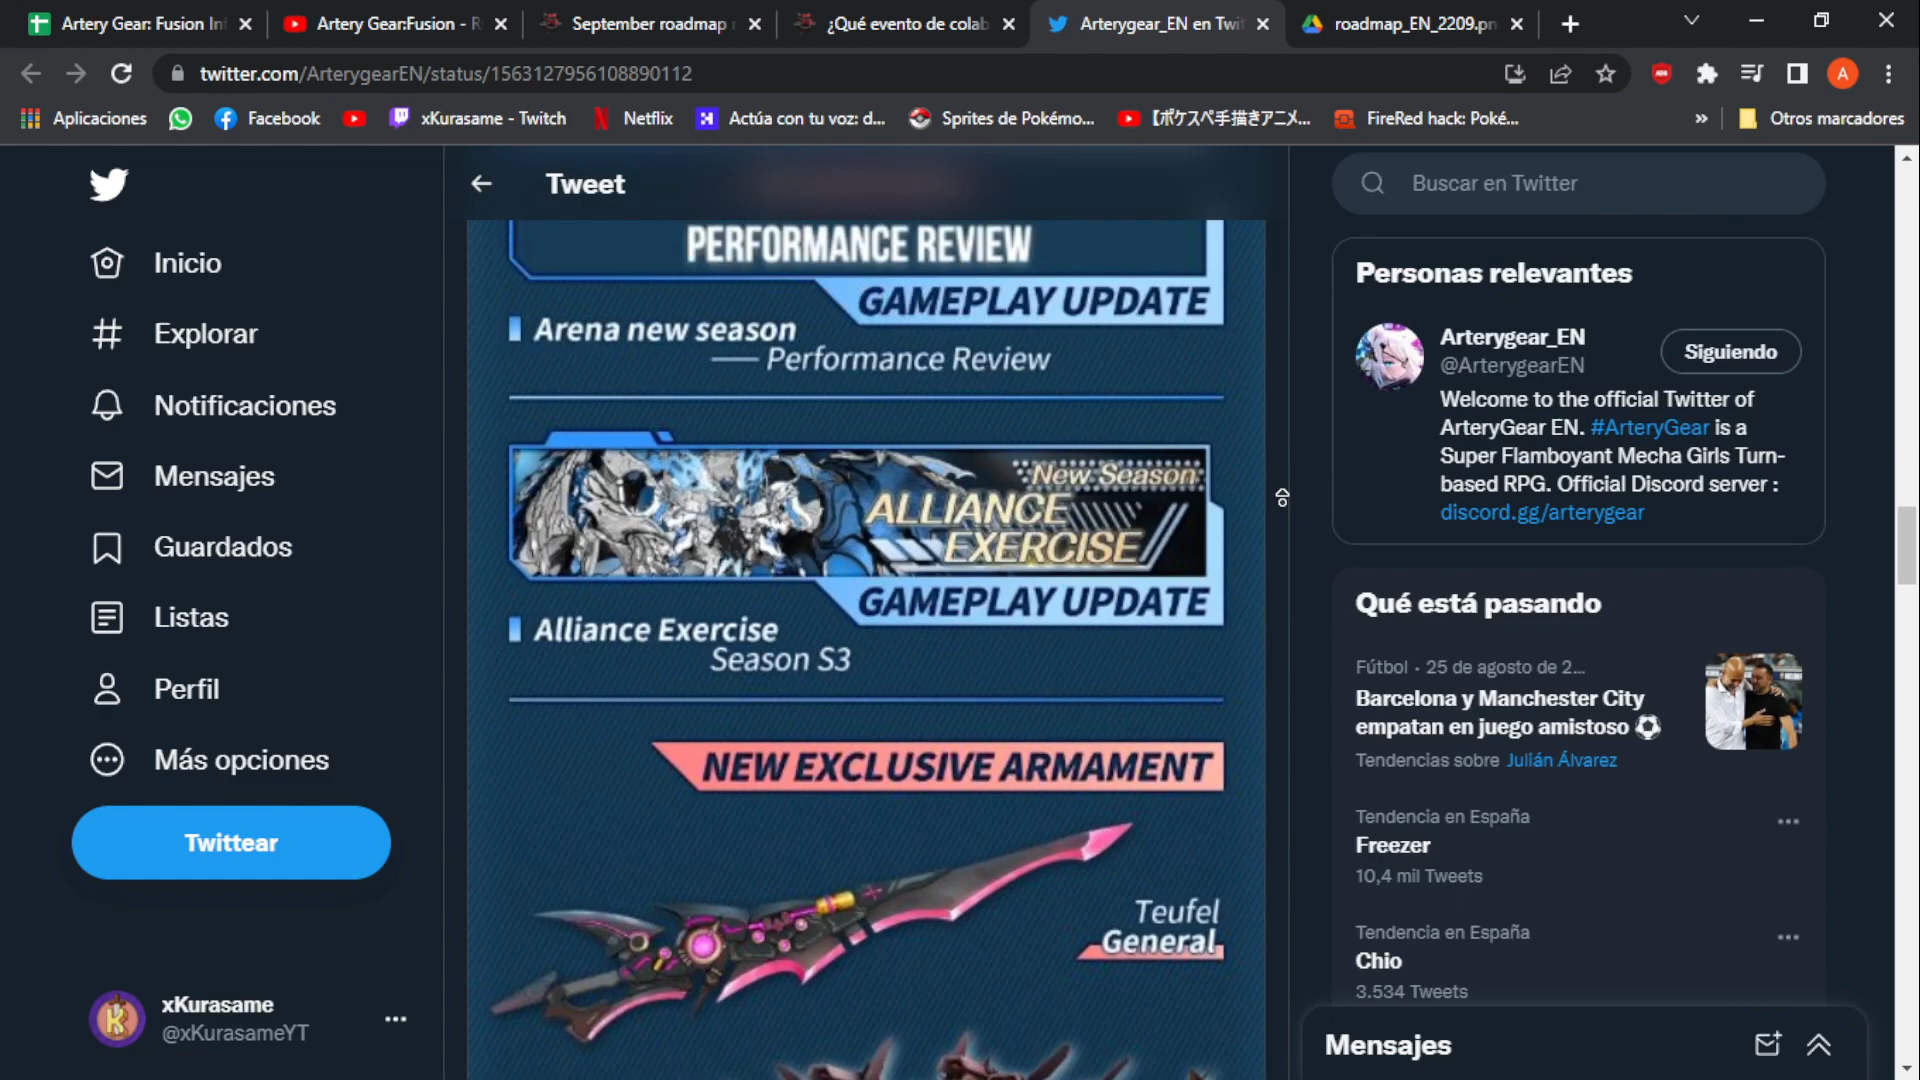 Artery Gear: Fusion In
Artery Gear:Fusion - R
September roadmap
¿Qué evento de colab
Arterygear_EN en Twit
roadmap_EN_2209.pn
twitter.com/ArterygearEN/status/1563127956108890112
A
Aplicaciones
Facebook
xKurasame - Twitch
Netflix
Actúa con tu voz: d...
Sprites de Pokémo...
【ポケスペ手描きアニメ...
FireRed hack: Poké...
»
Otros marcadores
Inicio
Explorar
Notificaciones
Mensajes
Guardados
Listas
Perfil
Más opciones
Twittear
xKurasame
@xKurasameYT
Tweet
PERFORMANCE REVIEW
GAMEPLAY UPDATE
Arena new season
— Performance Review
New Season
ALLIANCE
EXERCISE
GAMEPLAY UPDATE
Alliance Exercise
Season S3
NEW EXCLUSIVE ARMAMENT
Teufel
General
Buscar en Twitter
Personas relevantes
Arterygear_EN
@ArterygearEN
Siguiendo
Welcome to the official Twitter of
ArteryGear EN. #ArteryGear is a
Super Flamboyant Mecha Girls Turn-
based RPG. Official Discord server :
discord.gg/arterygear
Qué está pasando
Fútbol · 25 de agosto de 2...
Barcelona y Manchester City
empatan en juego amistoso
Tendencias sobre Julián Álvarez
Tendencia en España
Freezer
10,4 mil Tweets
Tendencia en España
Chio
3.534 Tweets
Mensajes